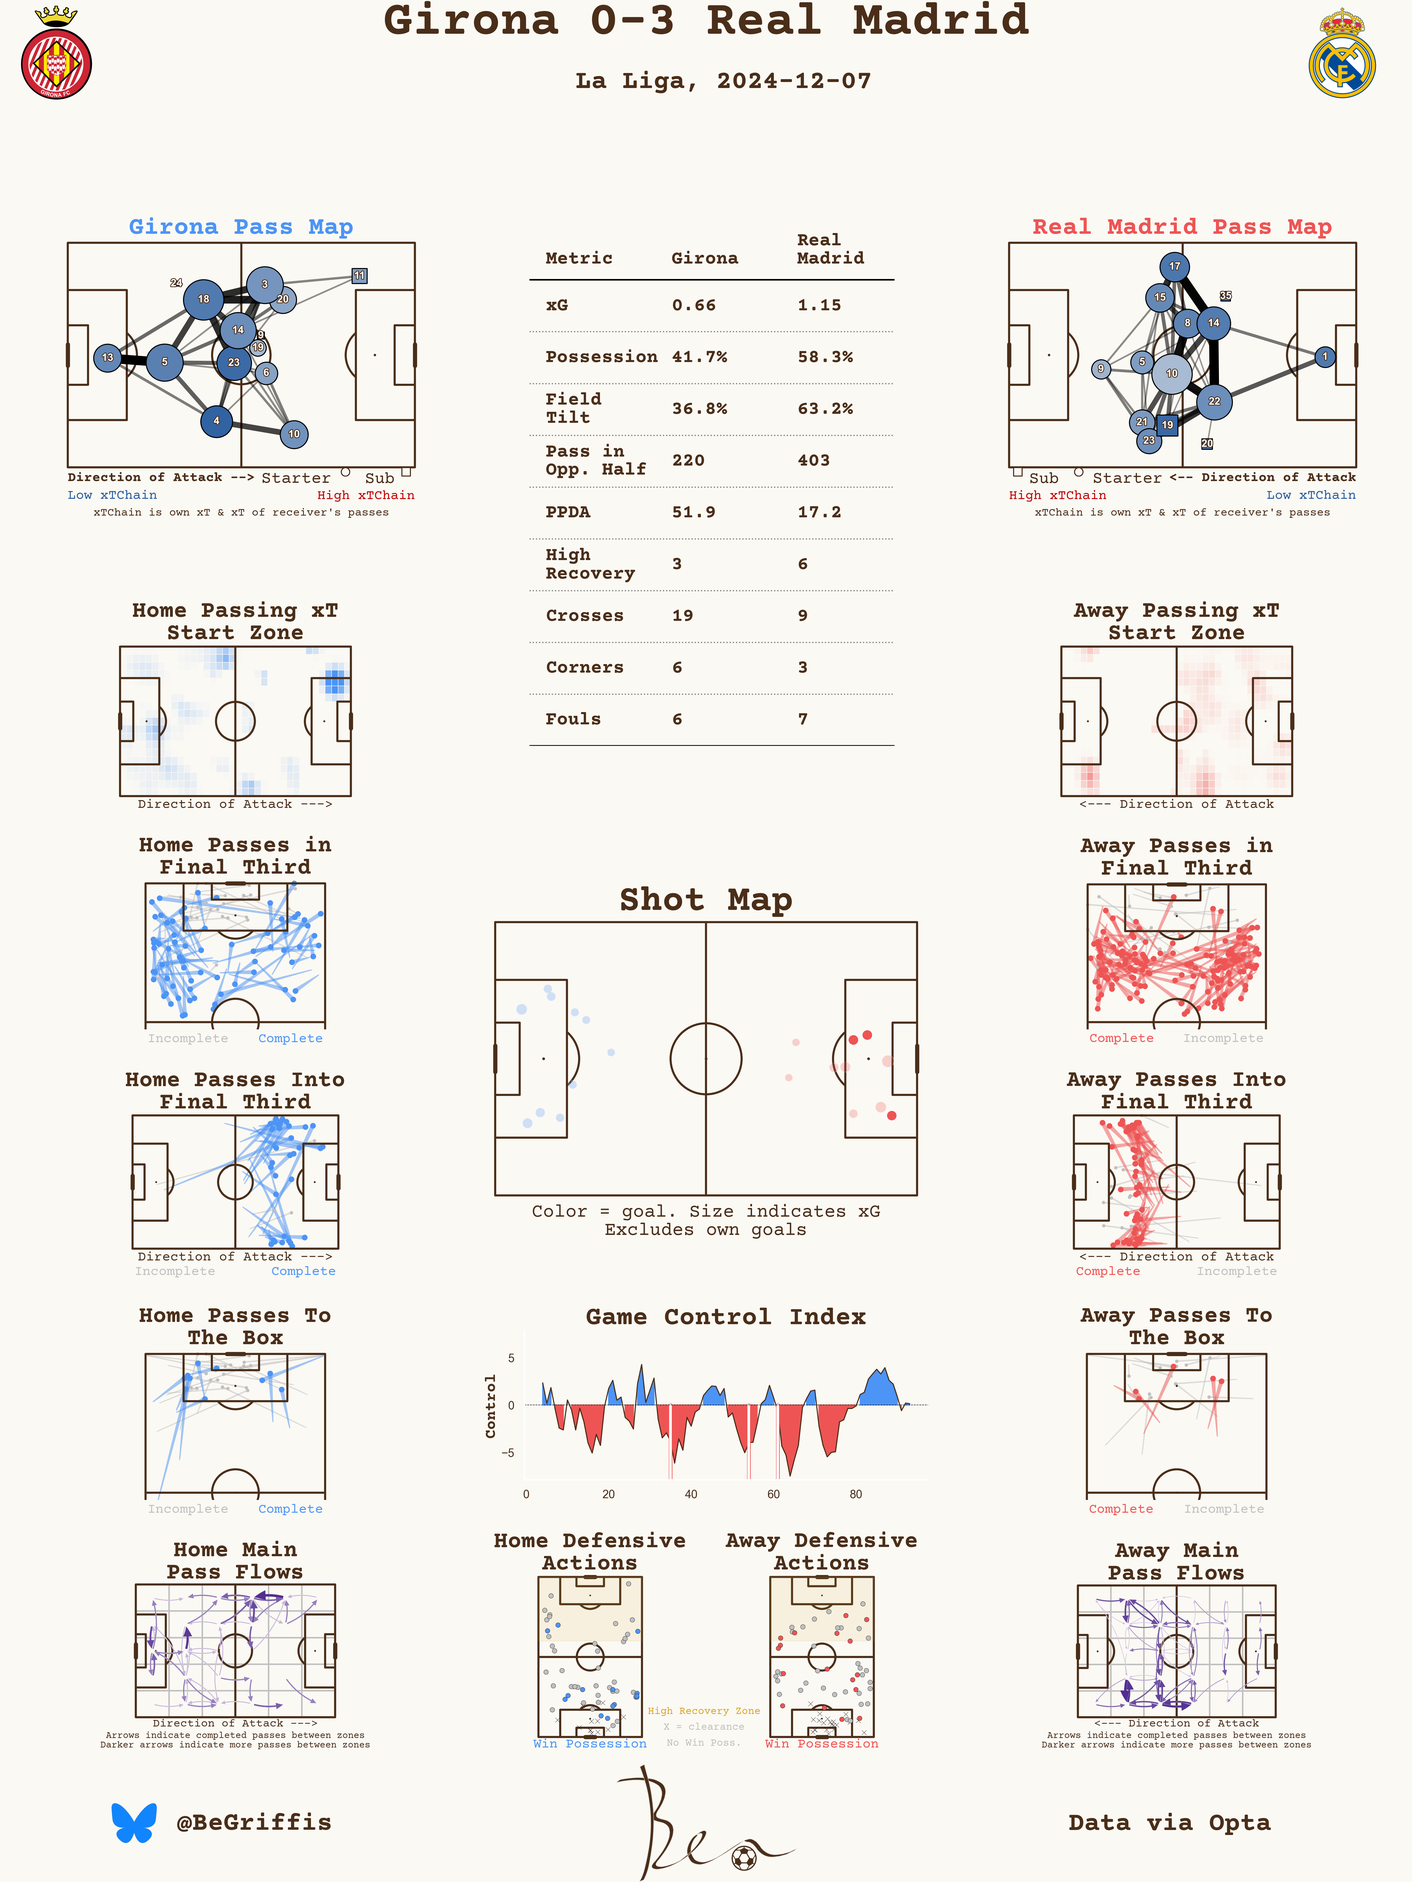 Girona 0-3 Real Madrid
La Liga, 2024-12-07
GIRONA FC
Girona Pass Map
24
18
3
20
11
14
9
19
13
5
23
6
4
10
Direction of Attack --> Starter Sub
Low xTChain High xTChain
xTChain is own xT & xT of receiver's passes
Metric Girona Real Madrid
xG 0.66 1.15
Possession 41.7% 58.3%
Field Tilt 36.8% 63.2%
Pass in Opp. Half 220 403
PPDA 51.9 17.2
High Recovery 3 6
Crosses 19 9
Corners 6 3
Fouls 6 7
Real Madrid Pass Map
17
15
35
8
14
9
5
10
1
22
21
19
23
20
Sub Starter <-- Direction of Attack
High xTChain Low xTChain
xTChain is own xT & xT of receiver's passes
Home Passing xT
Start Zone
Direction of Attack --->
Away Passing xT
Start Zone
<--- Direction of Attack
Home Passes in
Final Third
Incomplete Complete
Away Passes in
Final Third
Complete Incomplete
Shot Map
Color = goal. Size indicates xG
Excludes own goals
Home Passes Into
Final Third
Direction of Attack --->
Incomplete Complete
Away Passes Into
Final Third
<--- Direction of Attack
Complete Incomplete
Home Passes To
The Box
Incomplete Complete
Game Control Index
Control
5
0
−5
0 20 40 60 80
Away Passes To
The Box
Complete Incomplete
Home Main
Pass Flows
Direction of Attack --->
Arrows indicate completed passes between zones
Darker arrows indicate more passes between zones
Home Defensive
Actions
Win Possession
Away Defensive
Actions
Win Possession
High Recovery Zone
X = clearance
No Win Poss.
Away Main
Pass Flows
<--- Direction of Attack
Arrows indicate completed passes between zones
Darker arrows indicate more passes between zones
@BeGriffis
Ben
Data via Opta